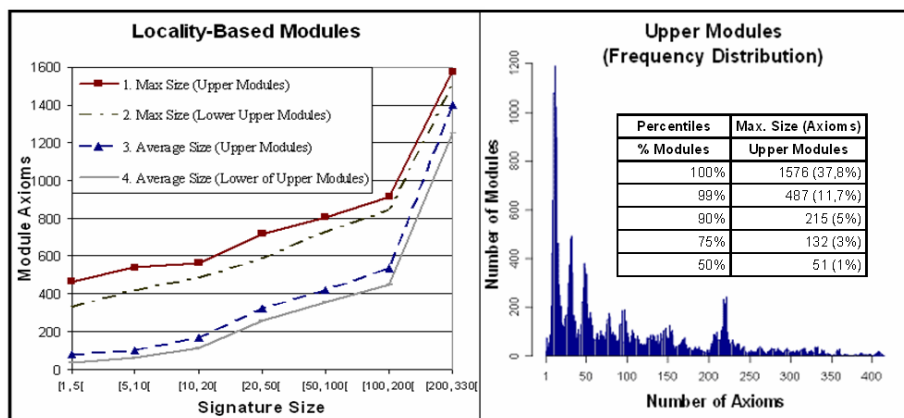 Locality-Based Modules
1600
1400
1200
1000
800
600
400
200
0
Module Axioms
1. Max Size (Upper Modules)
2. Max Size (Lower Upper Modules)
3. Average Size (Upper Modules)
4. Average Size (Lower of Upper Modules)
[1,5[
[5,10[
[10,20[
[20,50[
[50,100[
[100,200[
[200,330[
Signature Size
Upper Modules
(Frequency Distribution)
Number of Modules
1200
1000
800
600
400
200
0
Percentiles Max. Size (Axioms)
% Modules Upper Modules
100% 1576 (37,8%)
99% 487 (11,7%)
90% 215 (5%)
75% 132 (3%)
50% 51 (1%)
1 50 100 150 200 250 300 350 400
Number of Axioms